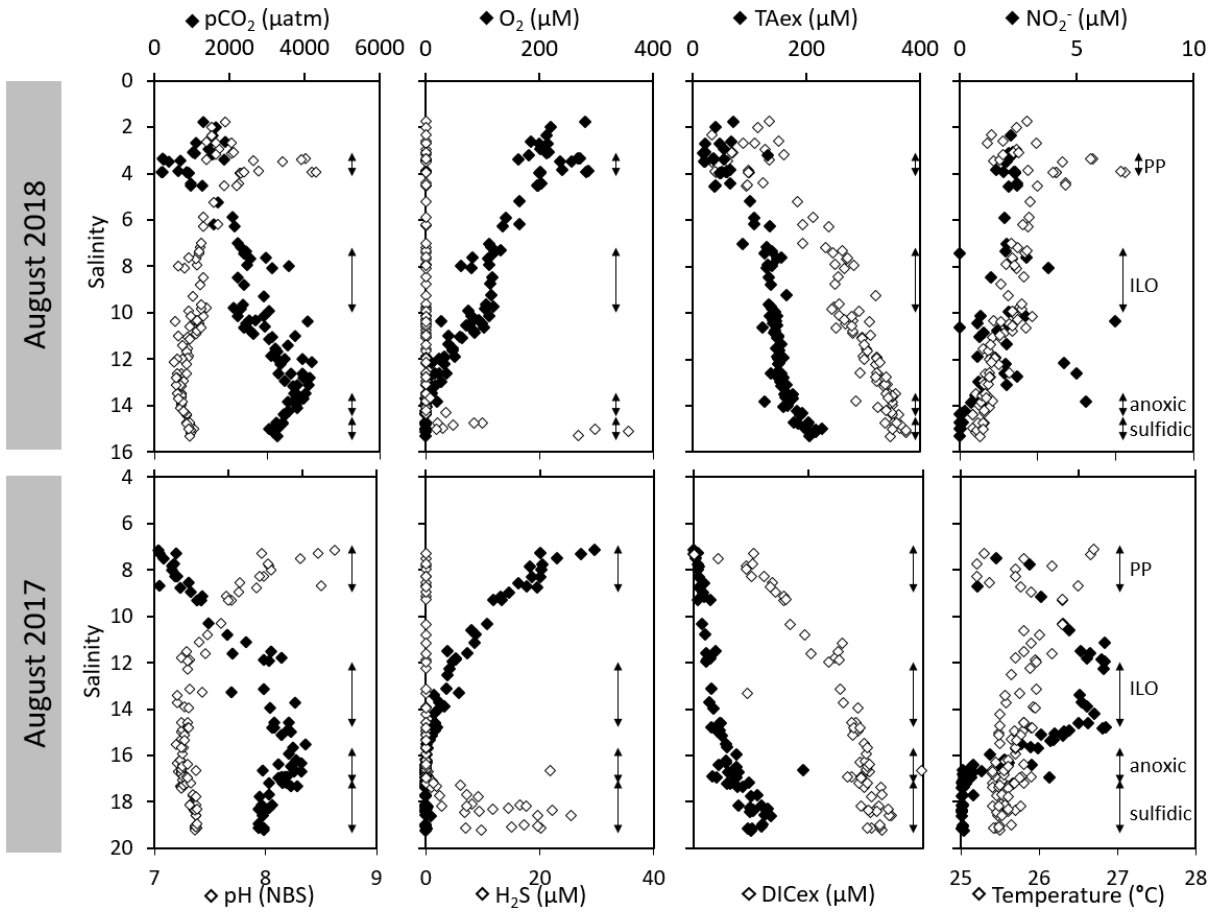 ◆ pCO₂ (µatm) ◆ O₂ (µM) ◆ TAex (µM) ◆ NO₂⁻ (µM)
0 2000 4000 6000 0 200 400 0 200 400 0 5 10
August 2018
Salinity
0
2
4
6
8
10
12
14
16
PP
ILO
anoxic
sulfidic
August 2017
Salinity
4
6
8
10
12
14
16
18
20
PP
ILO
anoxic
sulfidic
7 8 9 0 20 40 0 200 400 25 26 27 28
◇ pH (NBS) ◇ H₂S (µM) ◇ DICex (µM) ◇ Temperature (°C)